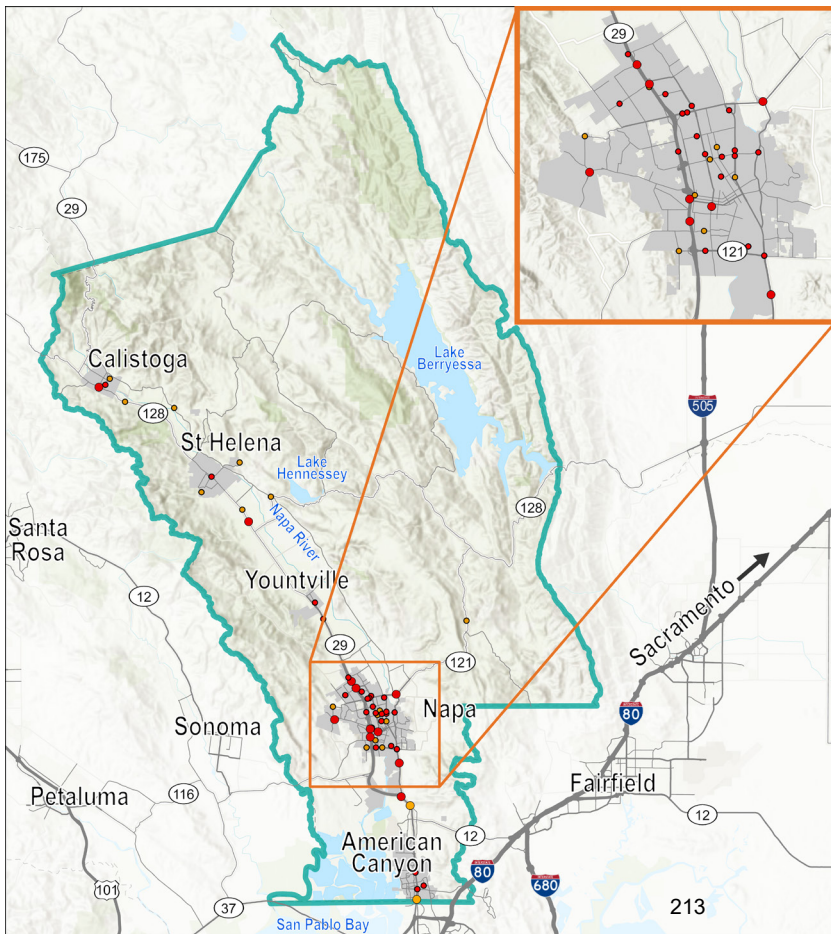 29
121
175
29
Calistoga
128
St Helena
Lake
Berryessa
Lake
Hennessey
Napa River
505
128
Santa
Rosa
12
Yountville
29
121
Sacramento
Napa
80
Sonoma
Fairfield
Petaluma
116
12
12
American
Canyon
80
680
101
37
San Pablo Bay
213